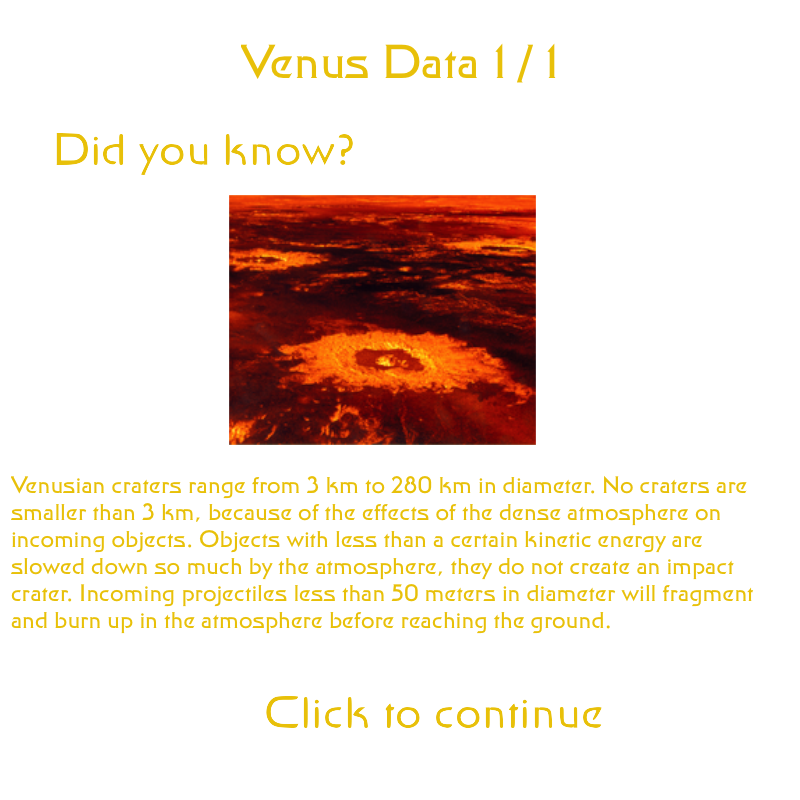 Venus Data 1/1
Did you know?
Venusian craters range from 3 km to 280 km in diameter. No craters are
smaller than 3 km, because of the effects of the dense atmosphere on
incoming objects. Objects with less than a certain kinetic energy are
slowed down so much by the atmosphere, they do not create an impact
crater. Incoming projectiles less than 50 meters in diameter will fragment
and burn up in the atmosphere before reaching the ground.
Click to continue